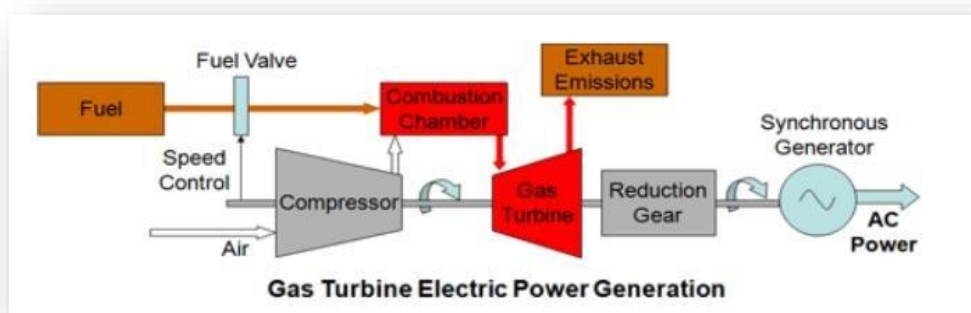 Fuel Valve
Fuel
Combustion
Chamber
Exhaust
Emissions
Synchronous
Generator
Speed
Control
Compressor
Gas
Turbine
Reduction
Gear
Air
AC
Power
Gas Turbine Electric Power Generation